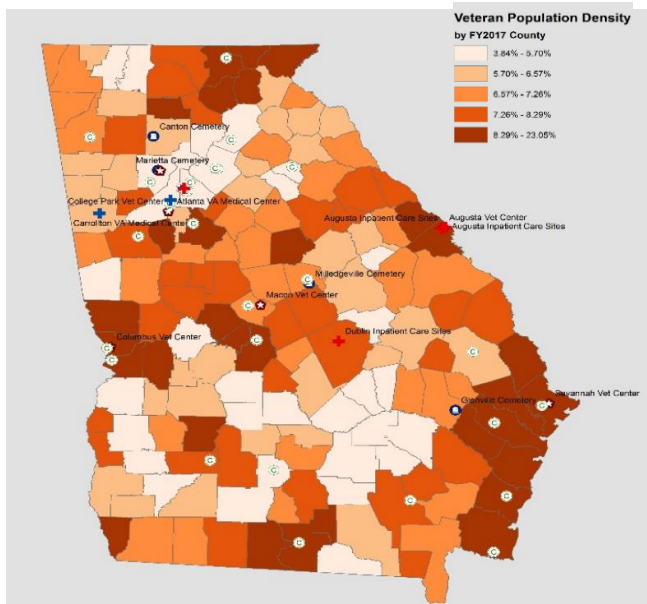 Veteran Population Density
by FY2017 County
3.84% - 5.70%
5.70% - 6.57%
6.57% - 7.26%
7.26% - 8.29%
8.29% - 23.05%
C
Canton Cemetery
C
C
Marietta Cemetery
C
C
C
C
College Park Vet Center
Atlanta VA Medical Center
Carrollton VA Medical Center
C
C
Augusta Inpatient Care Sites
Augusta Vet Center
Augusta Inpatient Care Sites
C
Milledgeville Cemetery
C
Macon Vet Center
Columbus Vet Center
C
C
C
Dublin Inpatient Care Sites
C
Glenville Cemetery
C
Savannah Vet Center
C
C
C
C
C
C
C